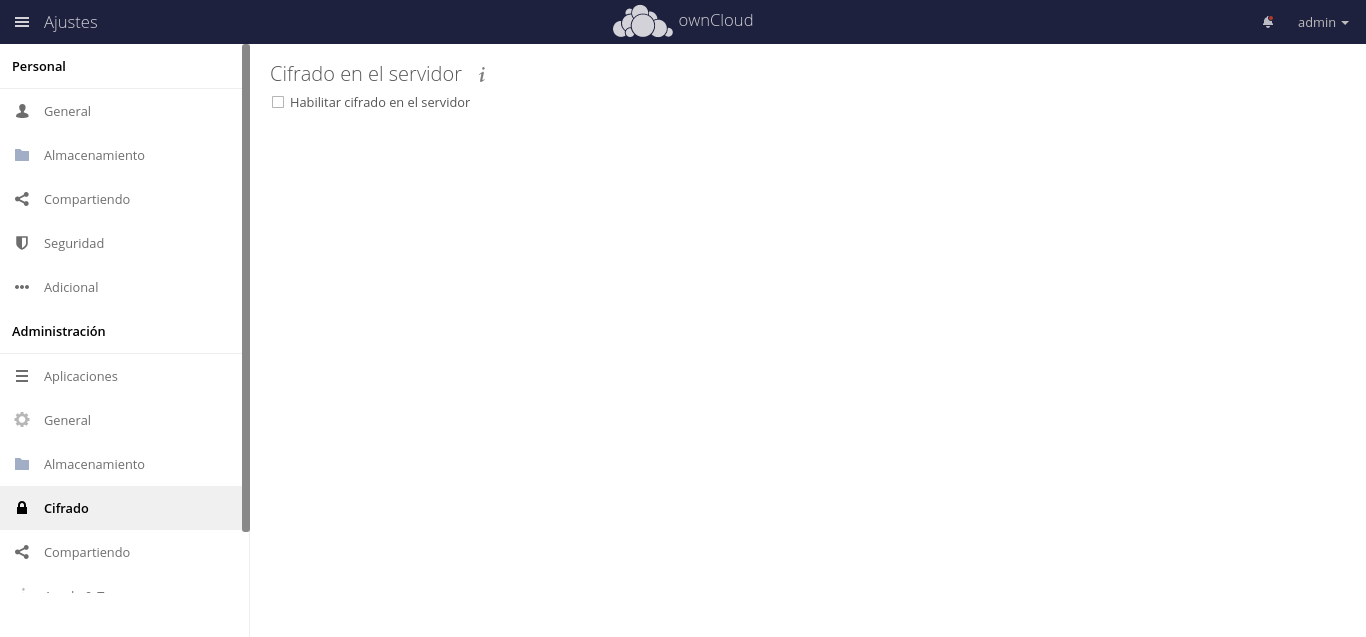 Ajustes
ownCloud
admin
Personal
General
Almacenamiento
Compartiendo
Seguridad
Adicional
Administración
Aplicaciones
General
Almacenamiento
Cifrado
Compartiendo
Cifrado en el servidor i
Habilitar cifrado en el servidor